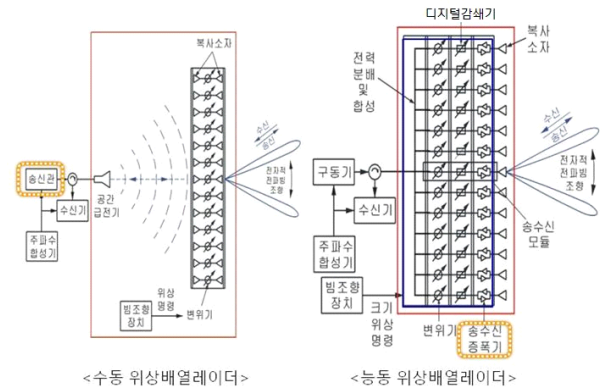 디지털감쇄기
복사소자
복사
소자
전력
분배
및
합성
수신
송신
수신
송신
송신관
전자적
전파빔
조향
구동기
전자적
전파빔
조향
공간
급전기
수신기
수신기
송수신
모듈
주파수
합성기
주파수
합성기
빔조향
장치
위상
명령
변위기
빔조향
장치
크기
위상
명령
변위기
송수신
증폭기
<수동 위상배열레이더>
<능동 위상배열레이더>